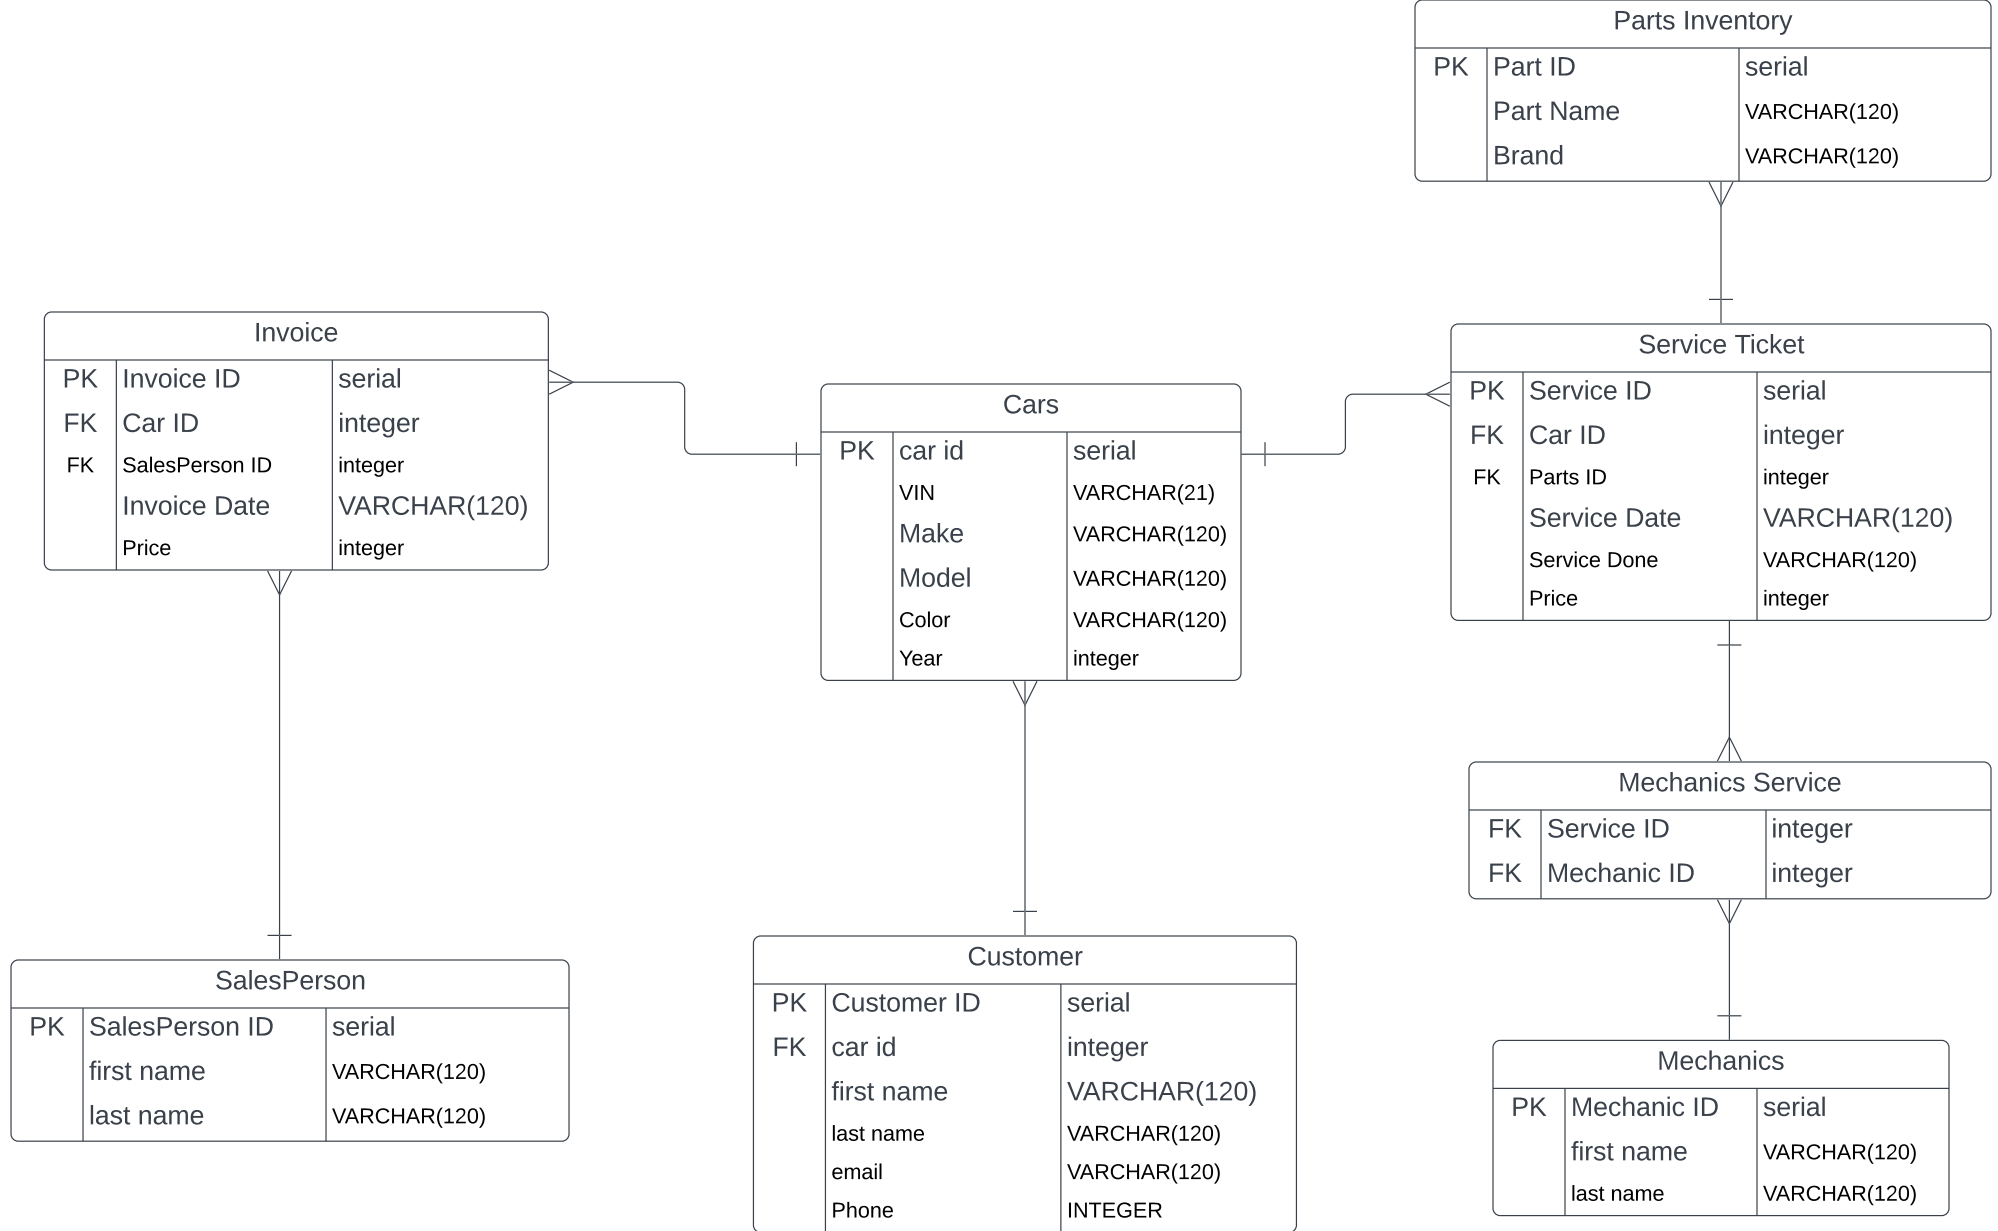 Parts Inventory
PK Part ID serial
Part Name VARCHAR(120)
Brand VARCHAR(120)
Invoice
PK Invoice ID serial
FK Car ID integer
FK SalesPerson ID integer
Invoice Date VARCHAR(120)
Price integer
Cars
PK car id serial
VIN VARCHAR(21)
Make VARCHAR(120)
Model VARCHAR(120)
Color VARCHAR(120)
Year integer
Service Ticket
PK Service ID serial
FK Car ID integer
FK Parts ID integer
Service Date VARCHAR(120)
Service Done VARCHAR(120)
Price integer
Mechanics Service
FK Service ID integer
FK Mechanic ID integer
SalesPerson
PK SalesPerson ID serial
first name VARCHAR(120)
last name VARCHAR(120)
Customer
PK Customer ID serial
FK car id integer
first name VARCHAR(120)
last name VARCHAR(120)
email VARCHAR(120)
Phone INTEGER
Mechanics
PK Mechanic ID serial
first name VARCHAR(120)
last name VARCHAR(120)